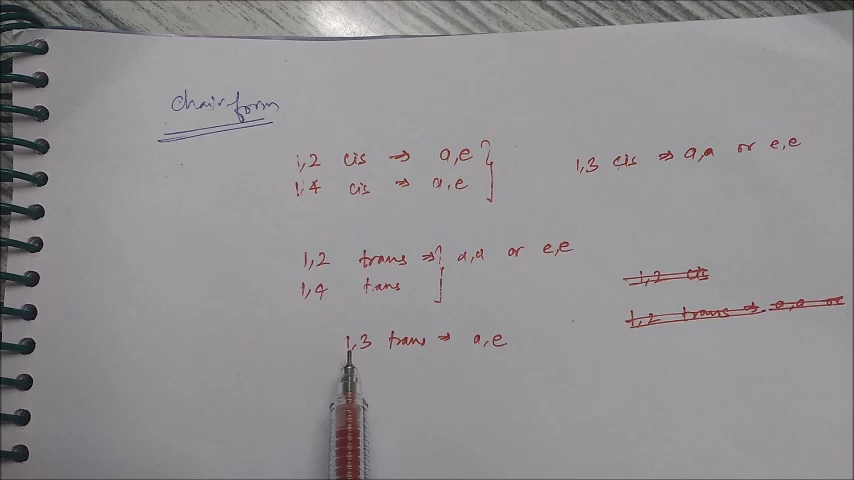 Chair form
1,2 cis ⇒ a,e }
1,4 cis ⇒ a,e
1,3 cis ⇒ a,a or e,e
1,2 trans ⇒ } a,a or e,e
1,4 trans
1,2 cis
1,2 trans ⇒ a,a or
1,3 trans ⇒ a,e